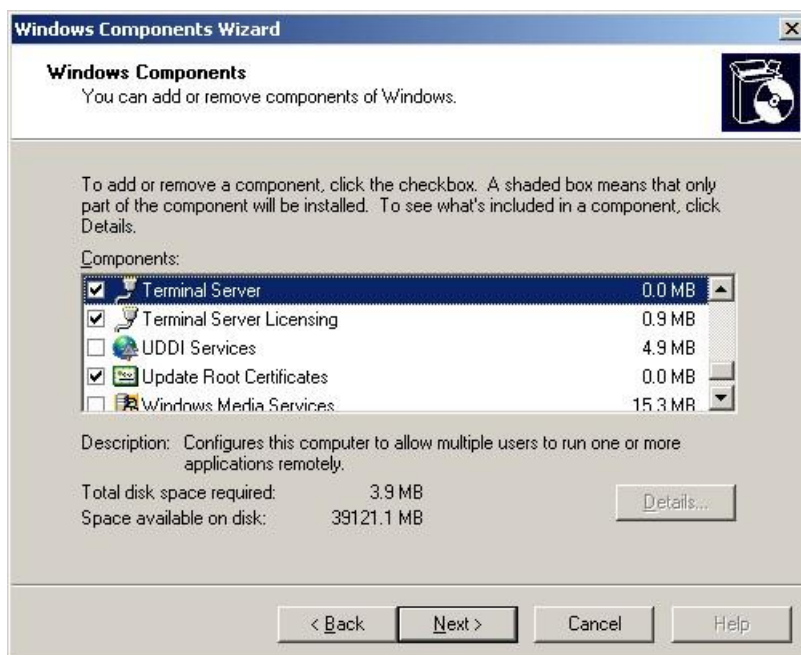 Windows Components Wizard
Windows Components
You can add or remove components of Windows.
To add or remove a component, click the checkbox. A shaded box means that only
part of the component will be installed. To see what's included in a component, click
Details.
Components:
Terminal Server 0.0 MB
Terminal Server Licensing 0.9 MB
UDDI Services 4.9 MB
Update Root Certificates 0.0 MB
Windows Media Services 15.3 MB
Description: Configures this computer to allow multiple users to run one or more
applications remotely.
Total disk space required: 3.9 MB
Space available on disk: 39121.1 MB
Details...
< Back Next > Cancel Help